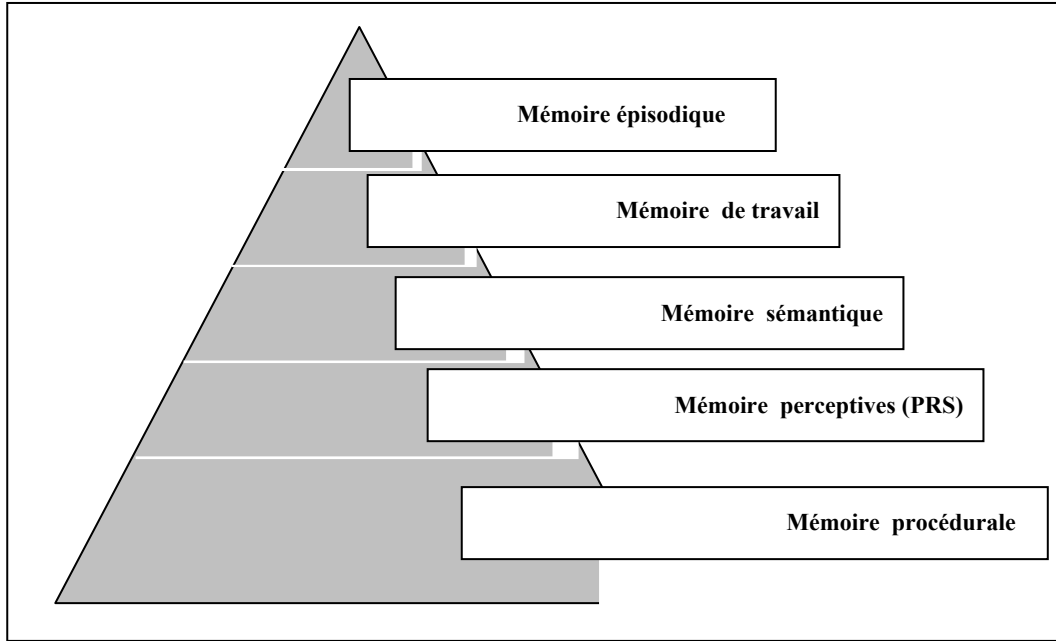 Mémoire épisodique
Mémoire de travail
Mémoire sémantique
Mémoire perceptives (PRS)
Mémoire procédurale